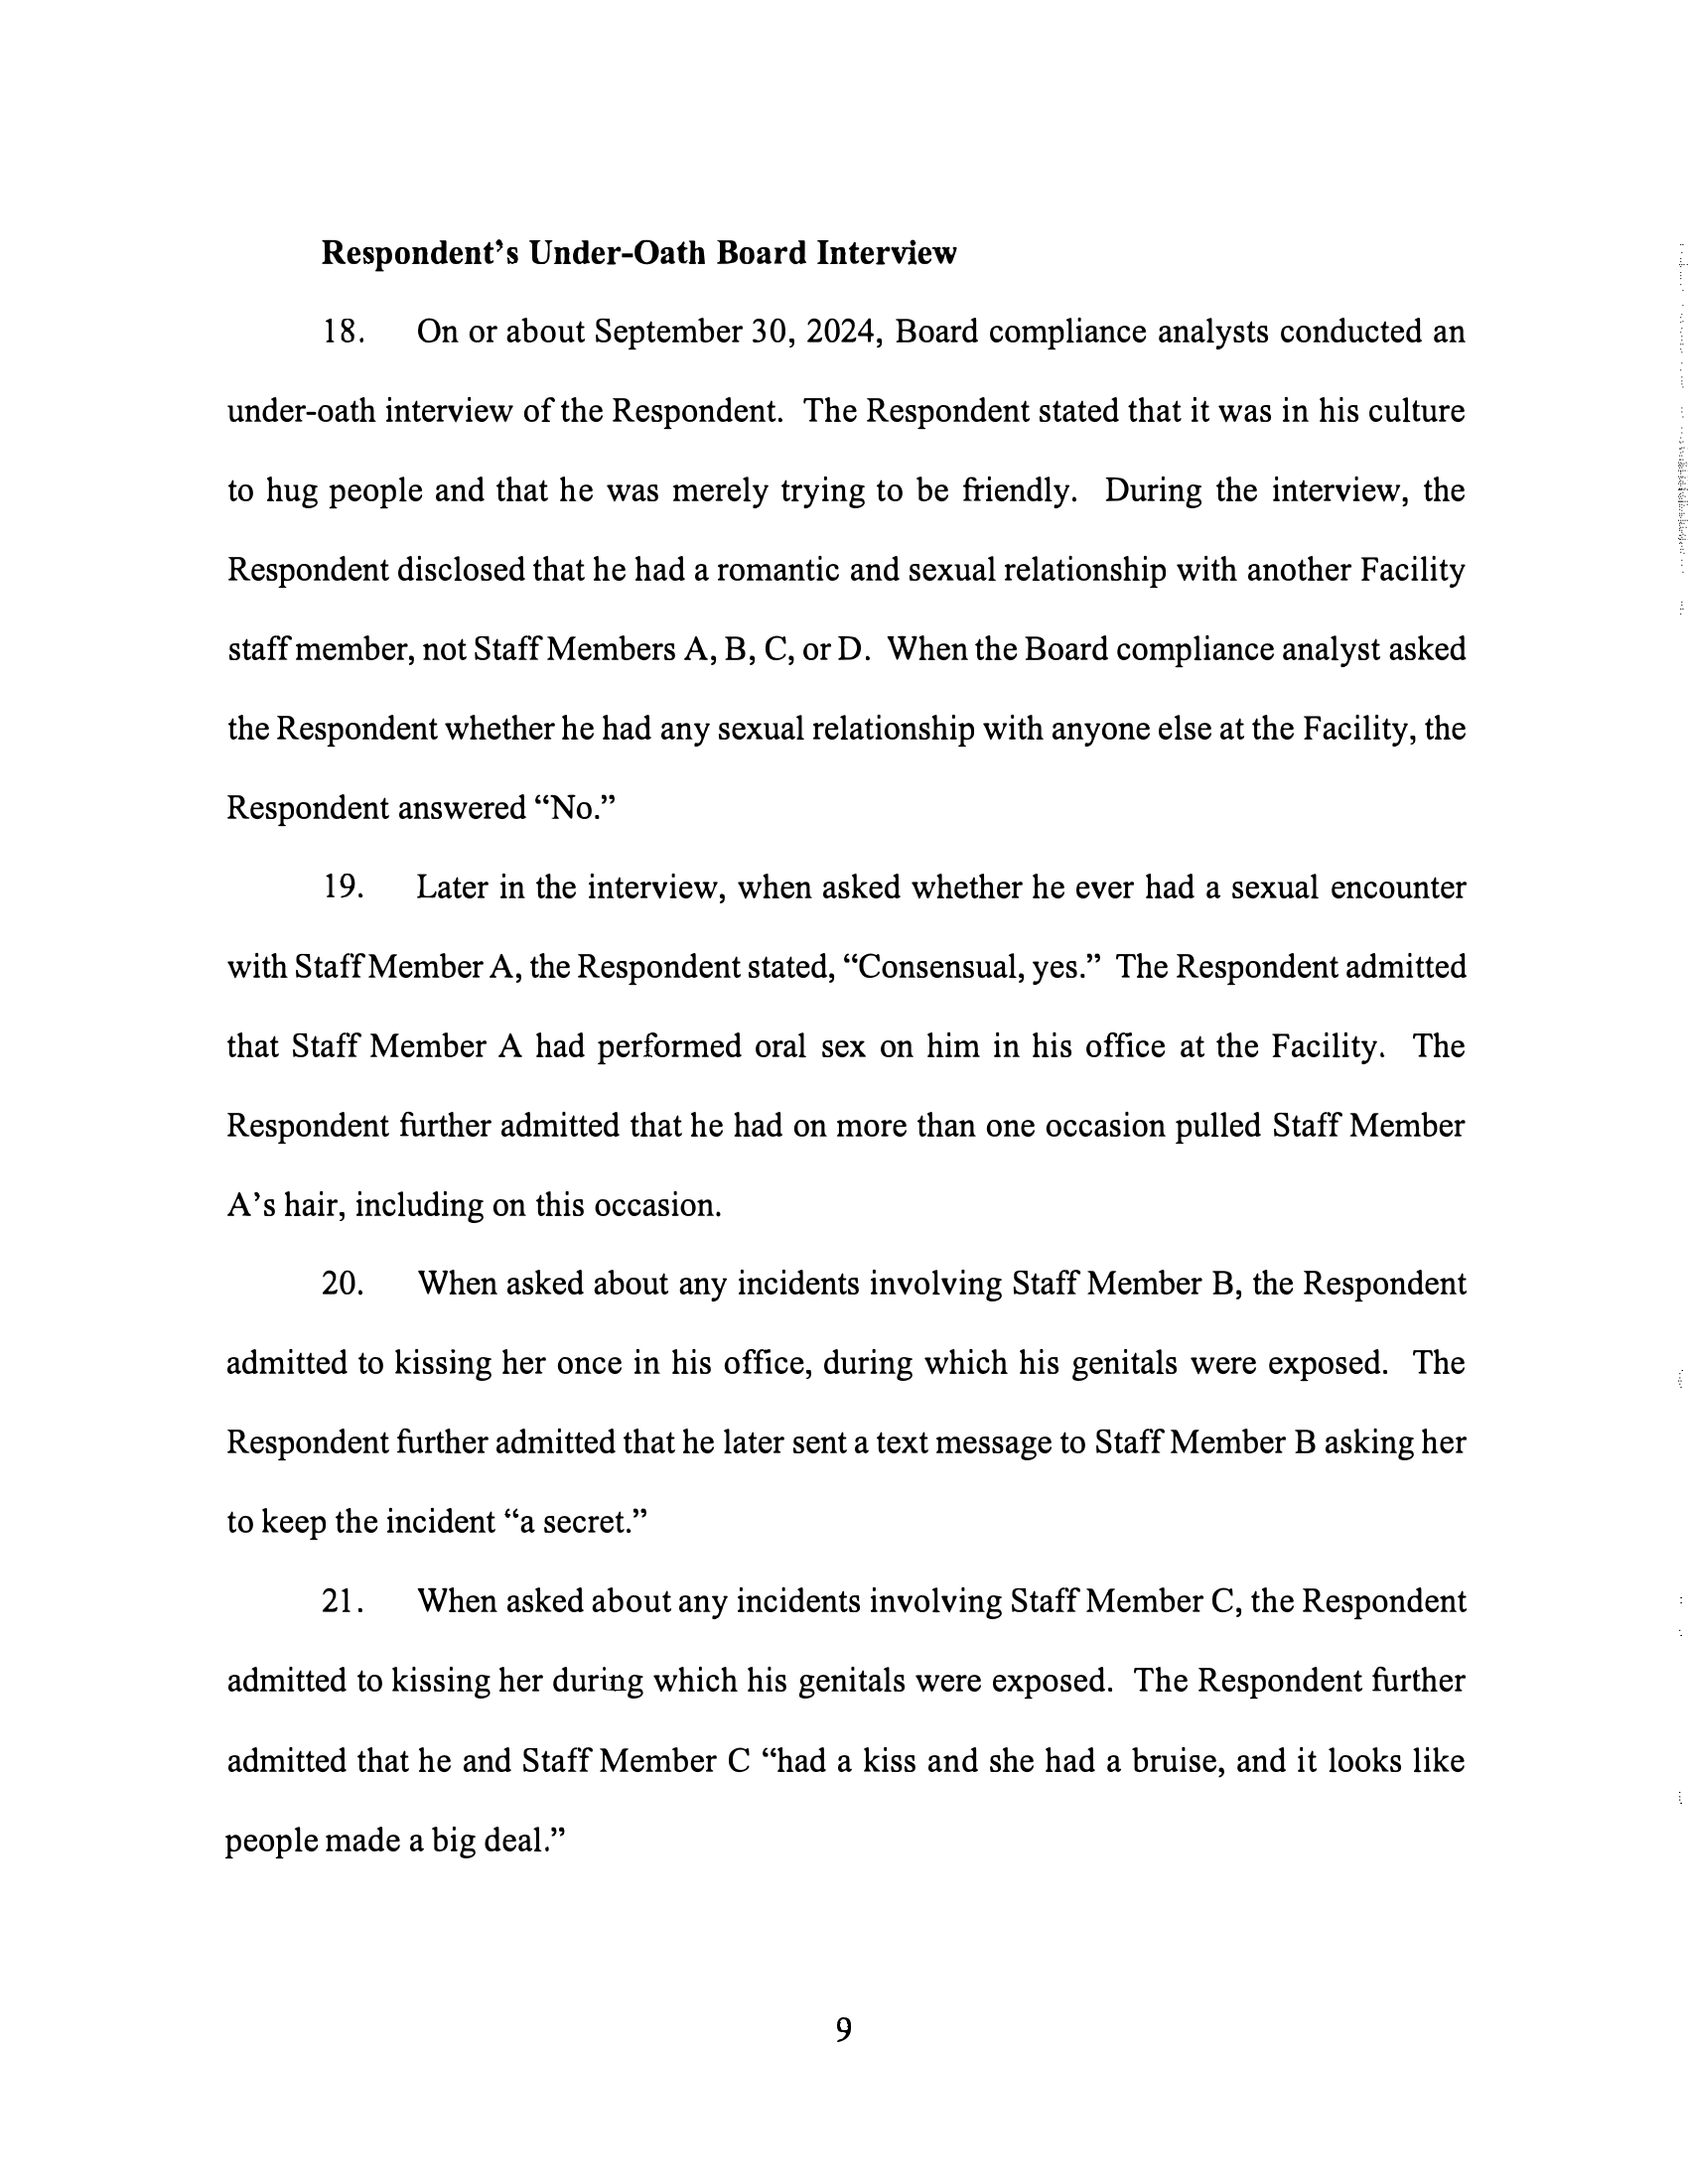 Respondent's Under-Oath Board Interview
18. On or about September 30, 2024, Board compliance analysts conducted an
under-oath interview of the Respondent. The Respondent stated that it was in his culture
to hug people and that he was merely trying to be friendly. During the interview, the
Respondent disclosed that he had a romantic and sexual relationship with another Facility
staff member, not Staff Members A, B, C, or D. When the Board compliance analyst asked
the Respondent whether he had any sexual relationship with anyone else at the Facility, the
Respondent answered “No.”
19. Later in the interview, when asked whether he ever had a sexual encounter
with Staff Member A, the Respondent stated, “Consensual, yes.” The Respondent admitted
that Staff Member A had performed oral sex on him in his office at the Facility. The
Respondent further admitted that he had on more than one occasion pulled Staff Member
A's hair, including on this occasion.
20. When asked about any incidents involving Staff Member B, the Respondent
admitted to kissing her once in his office, during which his genitals were exposed. The
Respondent further admitted that he later sent a text message to Staff Member B asking her
to keep the incident “a secret.”
21. When asked about any incidents involving Staff Member C, the Respondent
admitted to kissing her during which his genitals were exposed. The Respondent further
admitted that he and Staff Member C “had a kiss and she had a bruise, and it looks like
people made a big deal.”
9